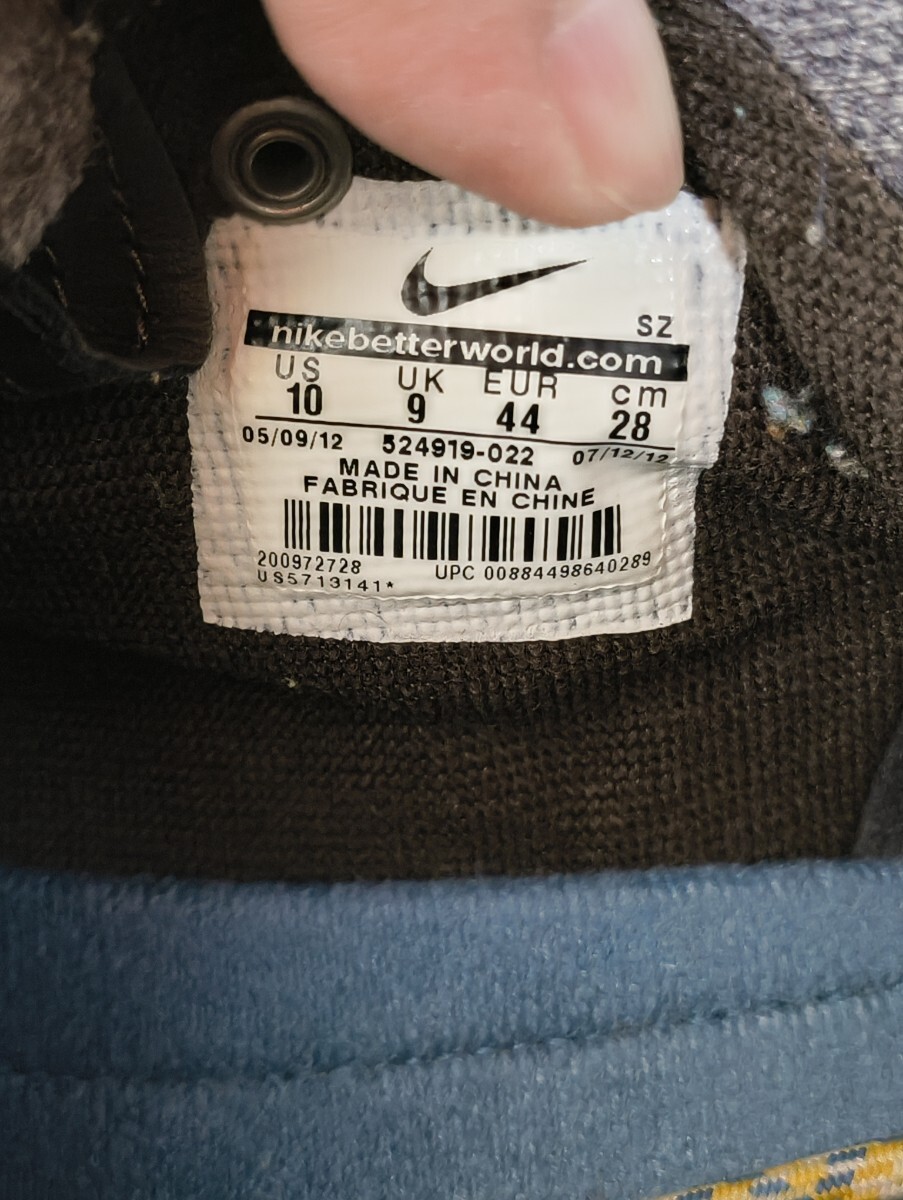 SZ
nikebetterworld.com
US UK EUR cm
10 9 44 28
05/09/12 524919-022 07/12/12
MADE IN CHINA
FABRIQUE EN CHINE
200972728 UPC 00884498640289
US5713141*